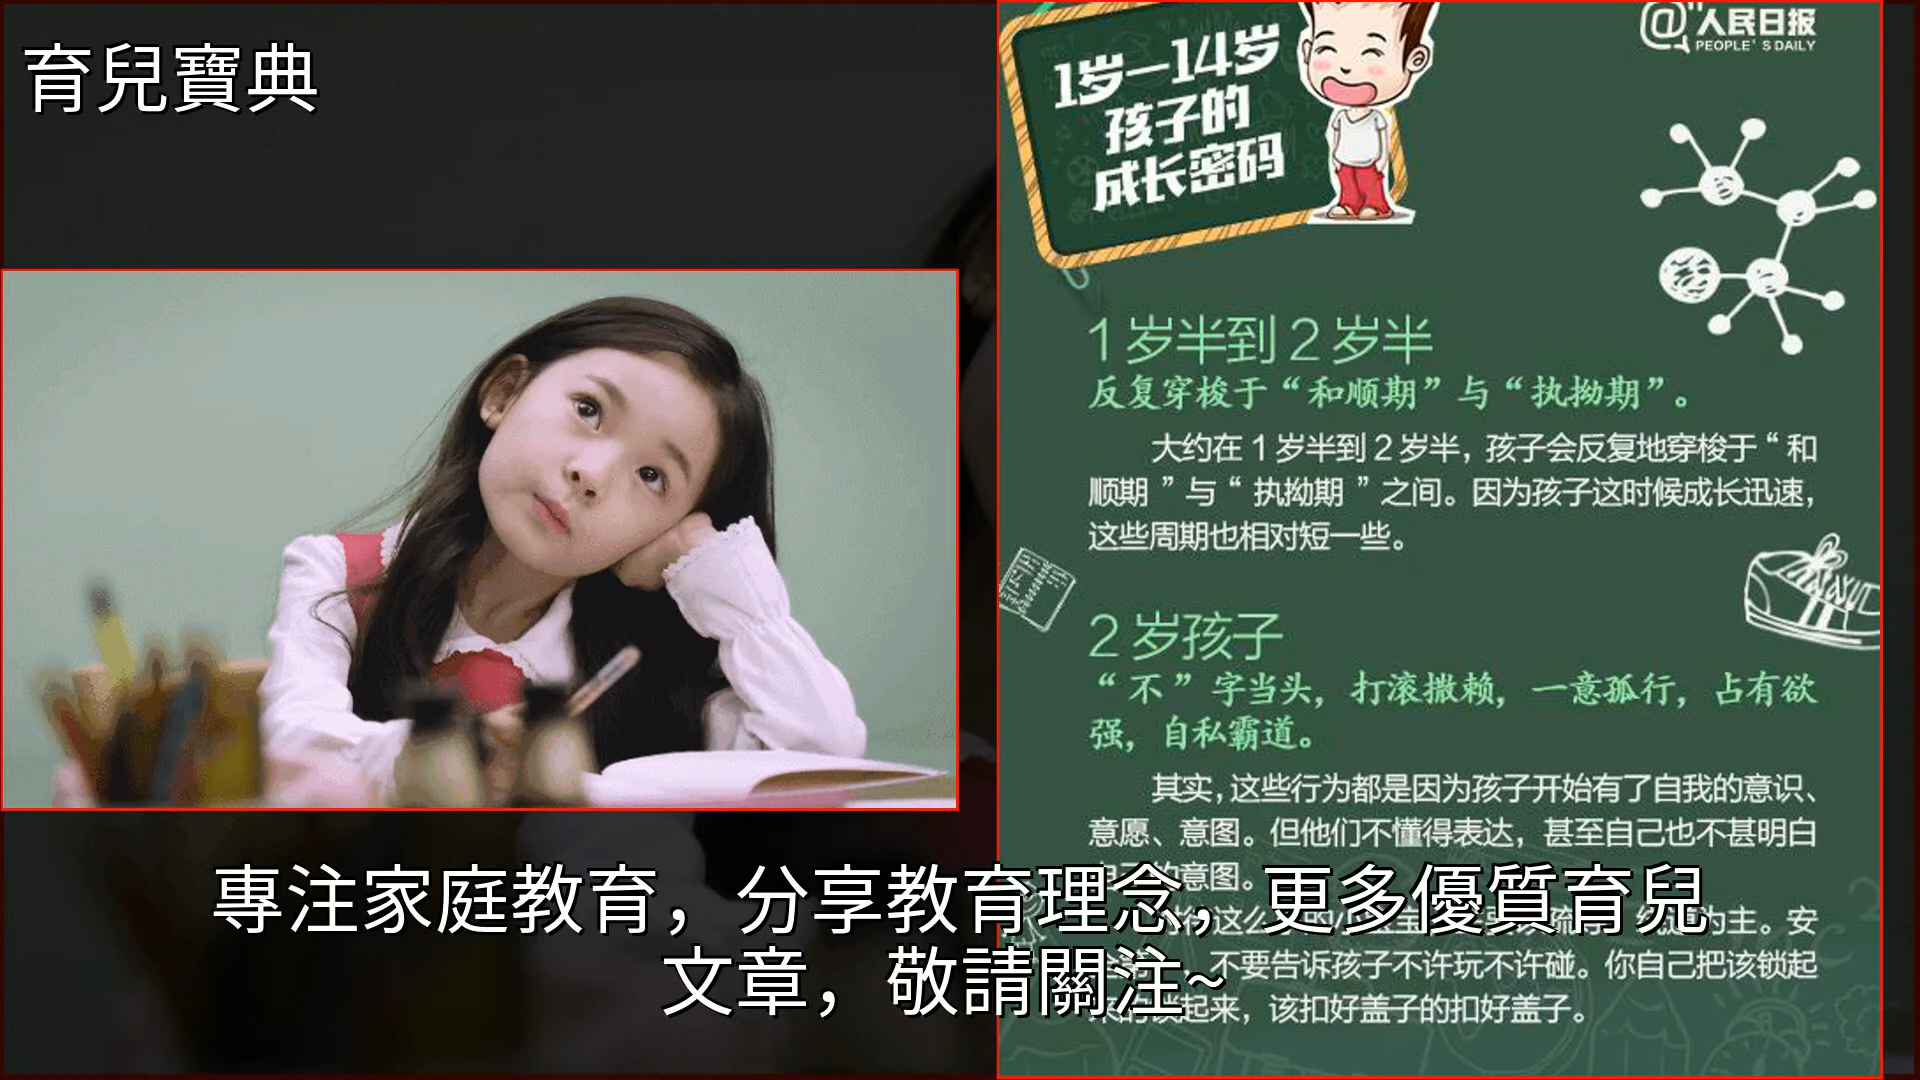 育兒寶典
1岁—14岁
孩子的
成长密码
@人民日报
PEOPLE'S DAILY
1岁半到2岁半
反复穿梭于“和顺期”与“执拗期”。
大约在1岁半到2岁半，孩子会反复地穿梭于“和
顺期”与“执拗期”之间。因为孩子这时候成长迅速，
这些周期也相对短一些。
2岁孩子
“不”字当头，打滚撒赖，一意孤行，占有欲
强，自私霸道。
其实，这些行为都是因为孩子开始有了自我的意识、
意愿、意图。但他们不懂得表达，甚至自己也不甚明白
意图。
为主。安
不要告诉孩子不许玩不许碰。你自己把该锁起
起来，该扣好盖子的扣好盖子。
專注家庭教育，分享教育理念，更多優質育兒
文章，敬請關注~